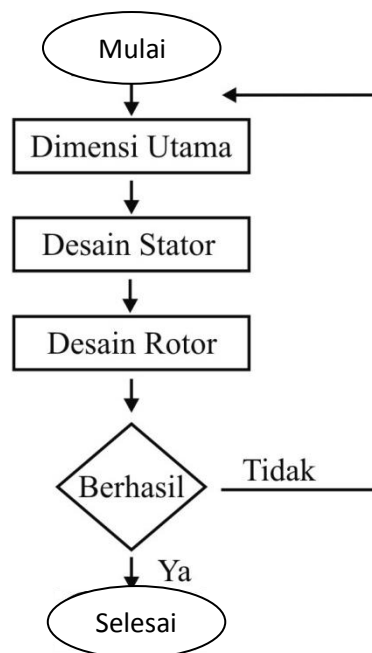 Mulai
Dimensi Utama
Desain Stator
Desain Rotor
Berhasil
Tidak
Ya
Selesai